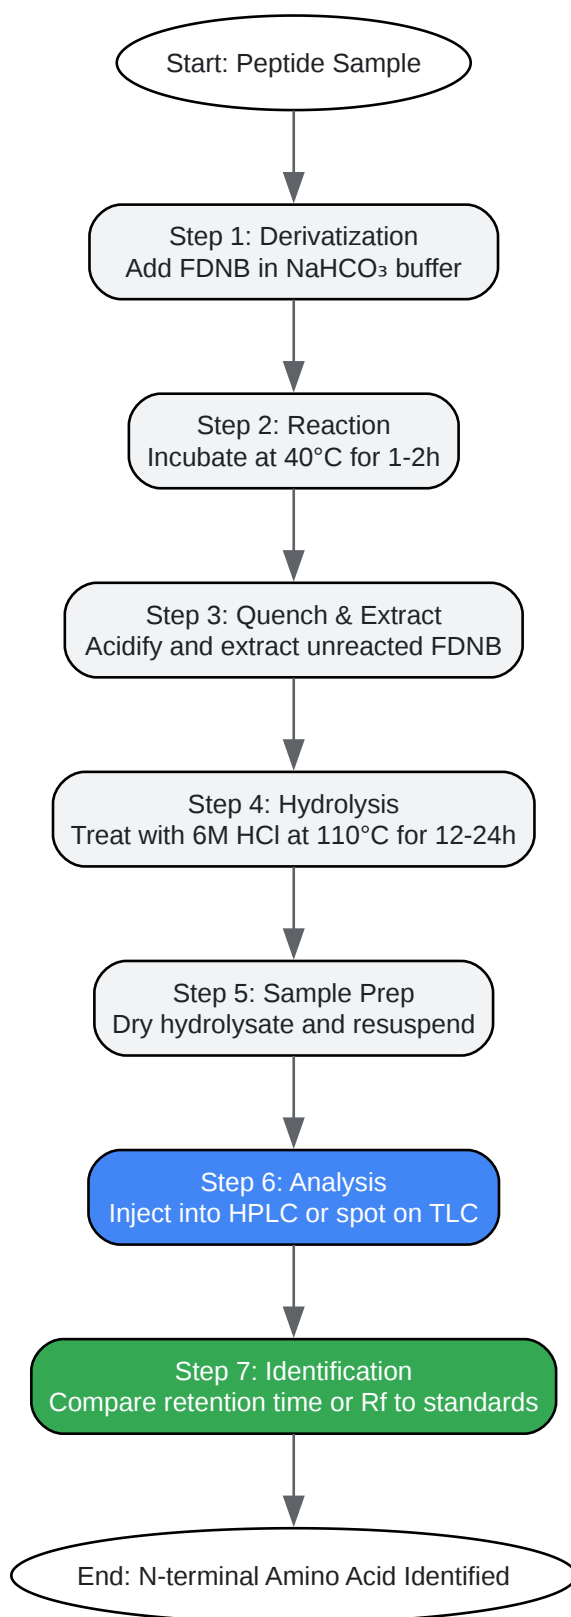 Start: Peptide Sample
Step 1: Derivatization
Add FDNB in NaHCO₃ buffer
Step 2: Reaction
Incubate at 40°C for 1-2h
Step 3: Quench & Extract
Acidify and extract unreacted FDNB
Step 4: Hydrolysis
Treat with 6M HCl at 110°C for 12-24h
Step 5: Sample Prep
Dry hydrolysate and resuspend
Step 6: Analysis
Inject into HPLC or spot on TLC
Step 7: Identification
Compare retention time or Rf to standards
End: N-terminal Amino Acid Identified